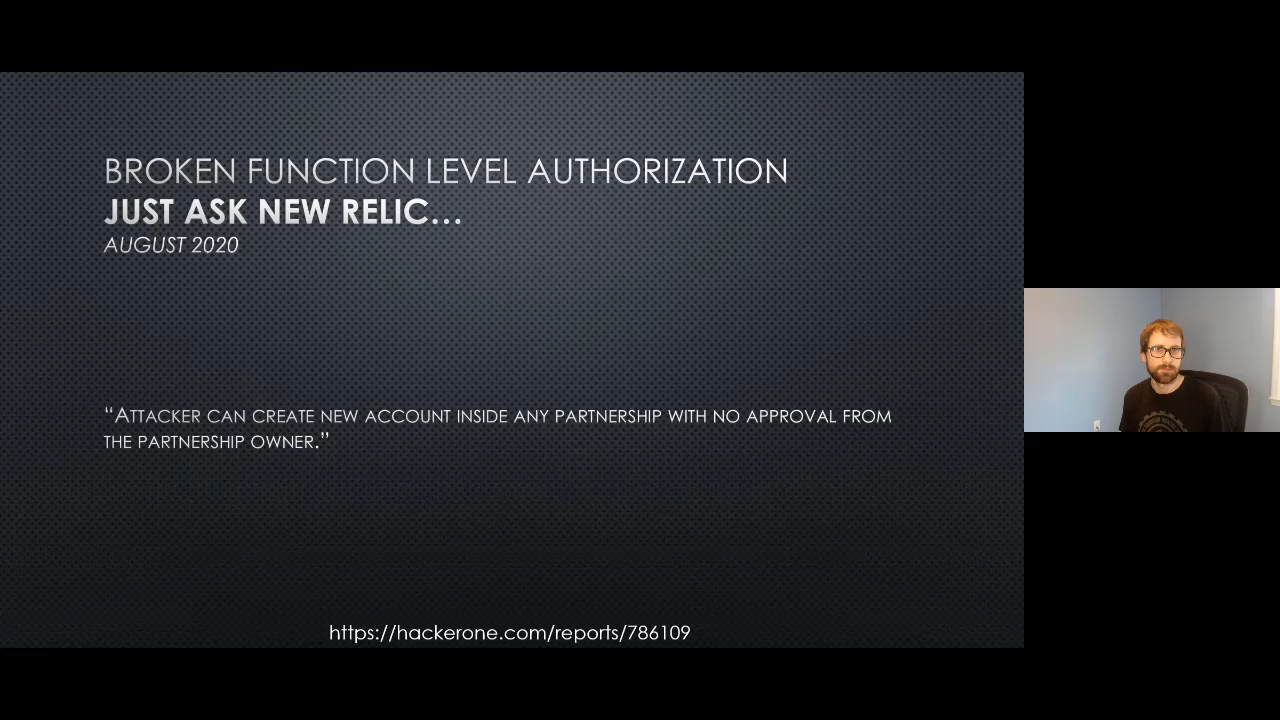 BROKEN FUNCTION LEVEL AUTHORIZATION
JUST ASK NEW RELIC…
AUGUST 2020
“ATTACKER CAN CREATE NEW ACCOUNT INSIDE ANY PARTNERSHIP WITH NO APPROVAL FROM
THE PARTNERSHIP OWNER.”
https://hackerone.com/reports/786109